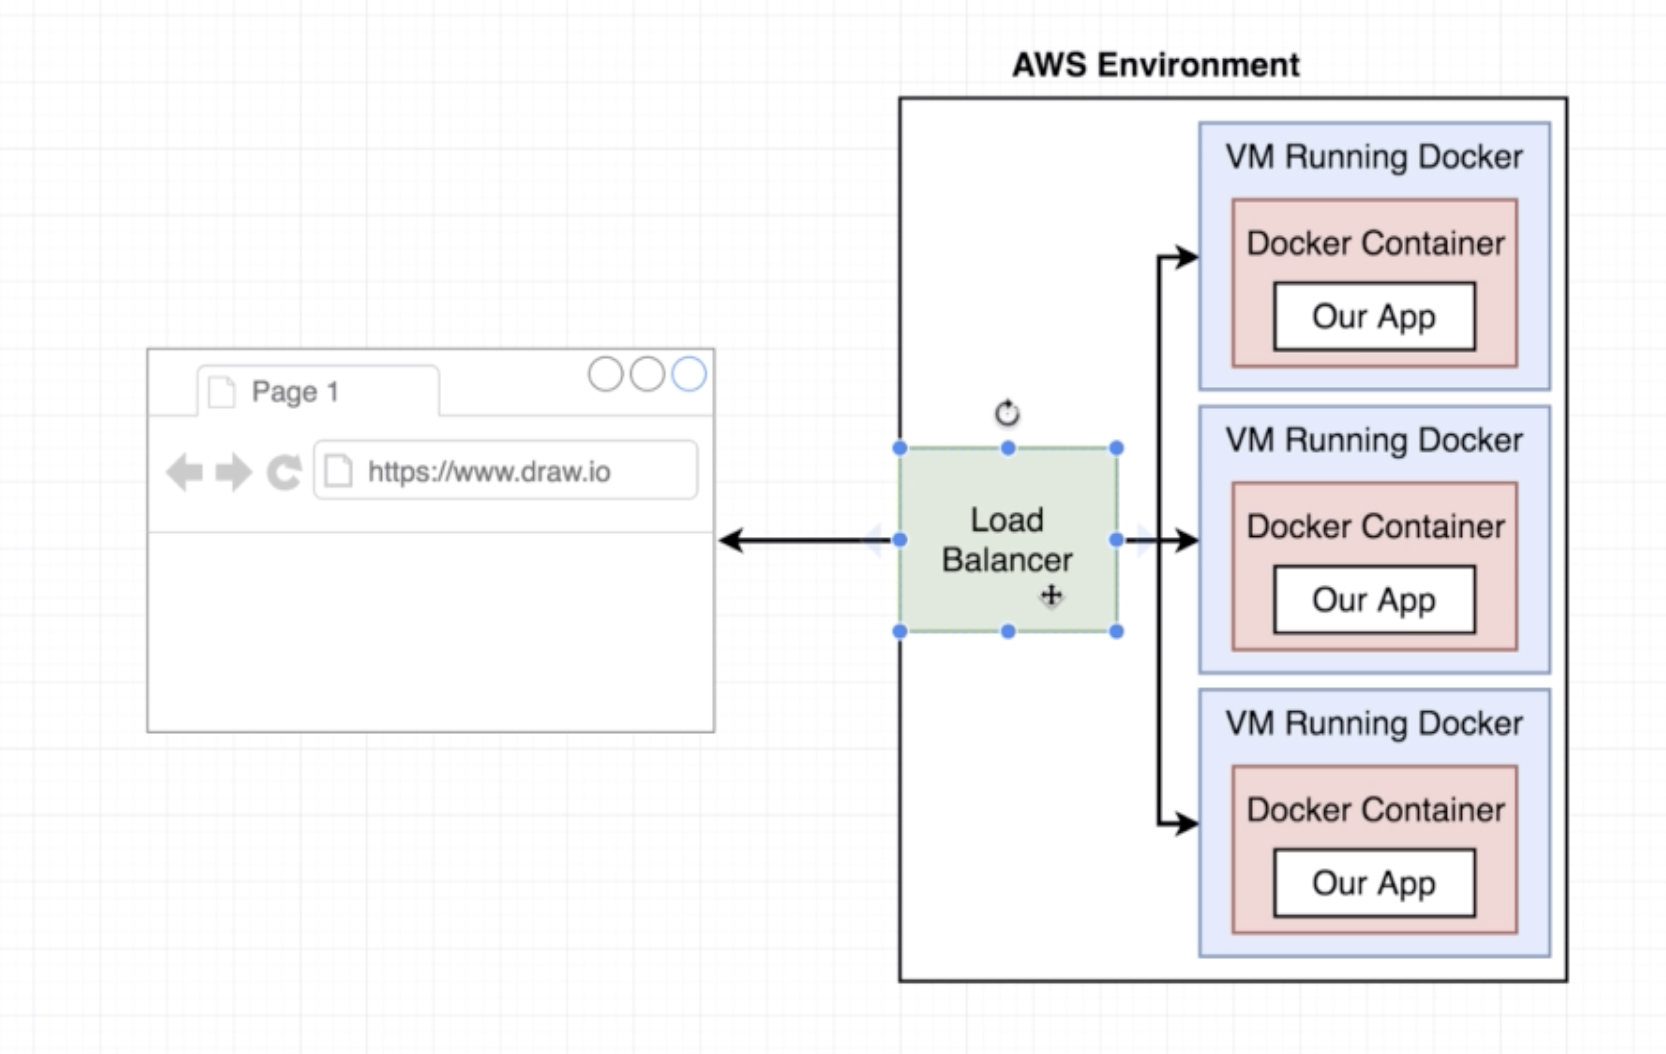 AWS Environment
VM Running Docker
Docker Container
Our App
Page 1
https://www.draw.io
Load
Balancer
VM Running Docker
Docker Container
Our App
VM Running Docker
Docker Container
Our App